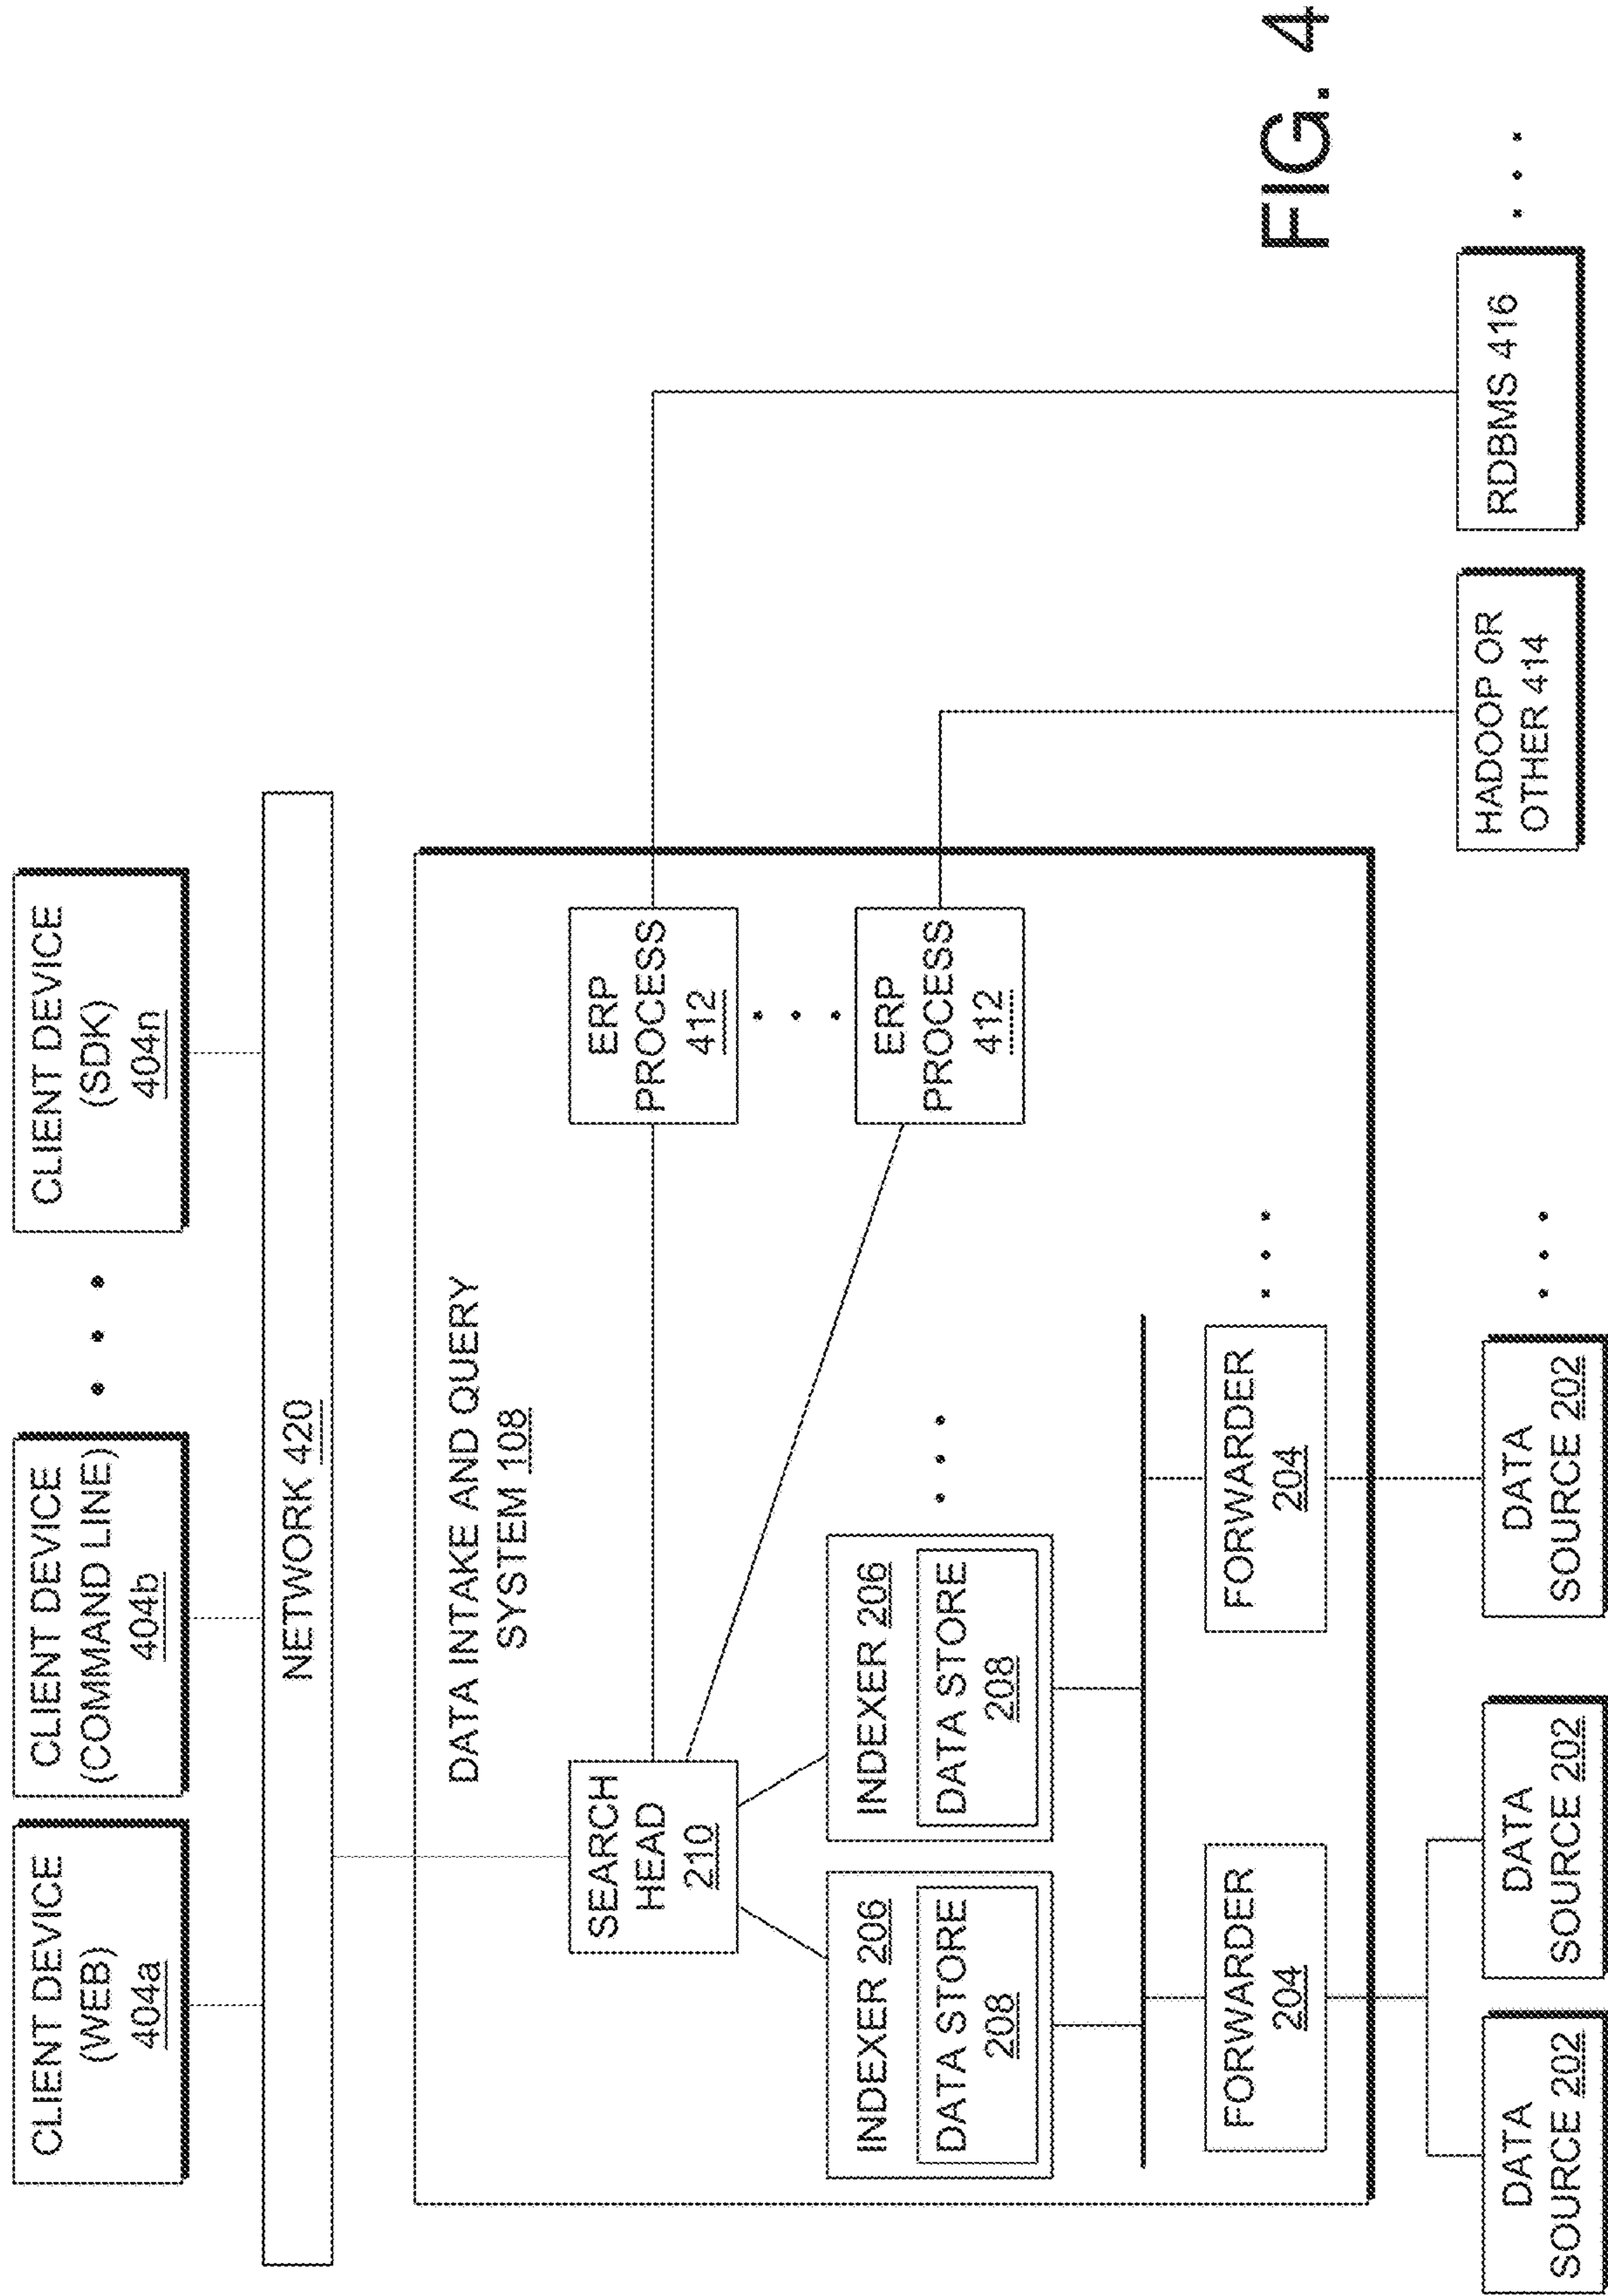 CLIENT DEVICE
(WEB)
404a
CLIENT DEVICE
(COMMAND LINE)
404b
CLIENT DEVICE
(SDK)
404n
NETWORK 420
DATA INTAKE AND QUERY
SYSTEM 108
SEARCH
HEAD
210
ERP
PROCESS
412
ERP
PROCESS
412
INDEXER 206
DATA STORE
208
INDEXER 206
DATA STORE
208
FORWARDER
204
FORWARDER
204
DATA
SOURCE 202
DATA
SOURCE 202
DATA
SOURCE 202
HADOOP OR
OTHER 414
RDBMS 416
FIG. 4